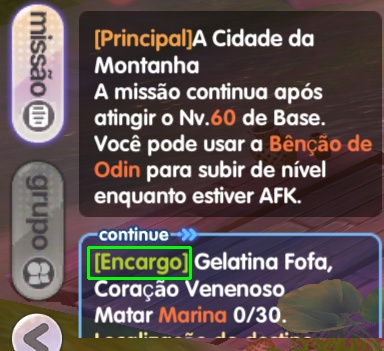 missão
grupo
[Principal]A Cidade da
Montanha
A missão continua após
atingir o Nv.60 de Base.
Você pode usar a Bênção de
Odin para subir de nível
enquanto estiver AFK.
continue
[Encargo] Gelatina Fofa,
Coração Venenoso
Matar Marina 0/30.